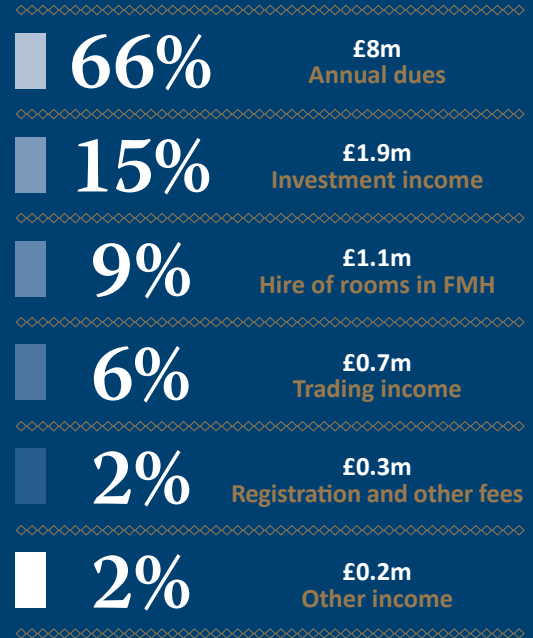 66%
£8m
Annual dues
15%
£1.9m
Investment income
9%
£1.1m
Hire of rooms in FMH
6%
£0.7m
Trading income
2%
£0.3m
Registration and other fees
2%
£0.2m
Other income